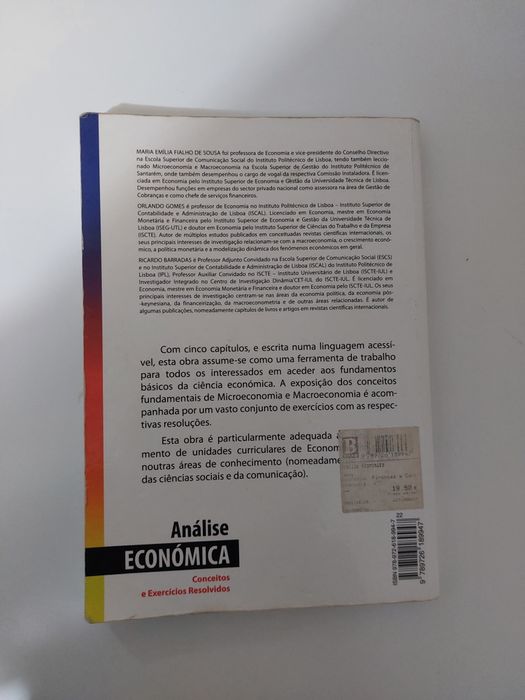 MARIA EMÍLIA FIALHO DE SOUSA foi professora de Economia e vice-presidente do Conselho Directivo
na Escola Superior de Comunicação Social do Instituto Politécnico de Lisboa, tendo também leccio-
nado Microeconomia e Macroeconomia na Escola Superior de Gestão do Instituto Politécnico de
Santarém, onde também desempenhou o cargo de vogal da respectiva Comissão Instaladora. É licen-
ciada em Economia pelo Instituto Superior de Economia e Gestão da Universidade Técnica de Lisboa.
Desempenhou funções em empresas do sector privado nacional como assessora na área de Gestão de
Cobranças e como chefe de serviços financeiros.
ORLANDO GOMES é professor de Economia no Instituto Politécnico de Lisboa – Instituto Superior de
Contabilidade e Administração de Lisboa (ISCAL). Licenciado em Economia, mestre em Economia
Monetária e Financeira pelo Instituto Superior de Economia e Gestão da Universidade Técnica de
Lisboa (ISEG-UTL) e doutor em Economia pelo Instituto Superior de Ciências do Trabalho e da Empresa
(ISCTE). Autor de múltiplos estudos publicados em conceituadas revistas científicas internacionais, os
seus principais interesses de investigação relacionam-se com a macroeconomia, o crescimento econó-
mico, a política monetária e a modelização dinâmica dos fenómenos económicos em geral.
RICARDO BARRADAS é Professor Adjunto Convidado na Escola Superior de Comunicação Social (ESCS)
e no Instituto Superior de Contabilidade e Administração de Lisboa (ISCAL) do Instituto Politécnico de
Lisboa (IPL), Professor Auxiliar Convidado no ISCTE – Instituto Universitário de Lisboa (ISCTE-IUL) e
Investigador Integrado no Centro de Investigação Dinâmia'CET-IUL do ISCTE-IUL. É licenciado em
Economia, mestre em Economia Monetária e Financeira e doutor em Economia pelo ISCTE-IUL. Os seus
principais interesses de investigação centram-se nas áreas da economia política, da economia pós-
-keynesiana, da financeirização, da macroeconometria e de outras áreas relacionadas. É autor de
algumas publicações, nomeadamente capítulos de livros e artigos em revistas científicas internacionais.
Com cinco capítulos, e escrita numa linguagem acessí-
vel, esta obra assume-se como uma ferramenta de trabalho
para todos os interessados em aceder aos fundamentos
básicos da ciência económica. A exposição dos conceitos
fundamentais de Microeconomia e Macroeconomia é acom-
panhada por um vasto conjunto de exercícios com as respec-
tivas resoluções.
Esta obra é particularmente adequada
mento de unidades curriculares de Econom
noutras áreas de conhecimento (nomeadame
das ciências sociais e da comunicação).
B
19.50 €
Análise
ECONÓMICA
Conceitos
e Exercícios Resolvidos
22
ISBN 978-972-618-994-7
9 789726 189947